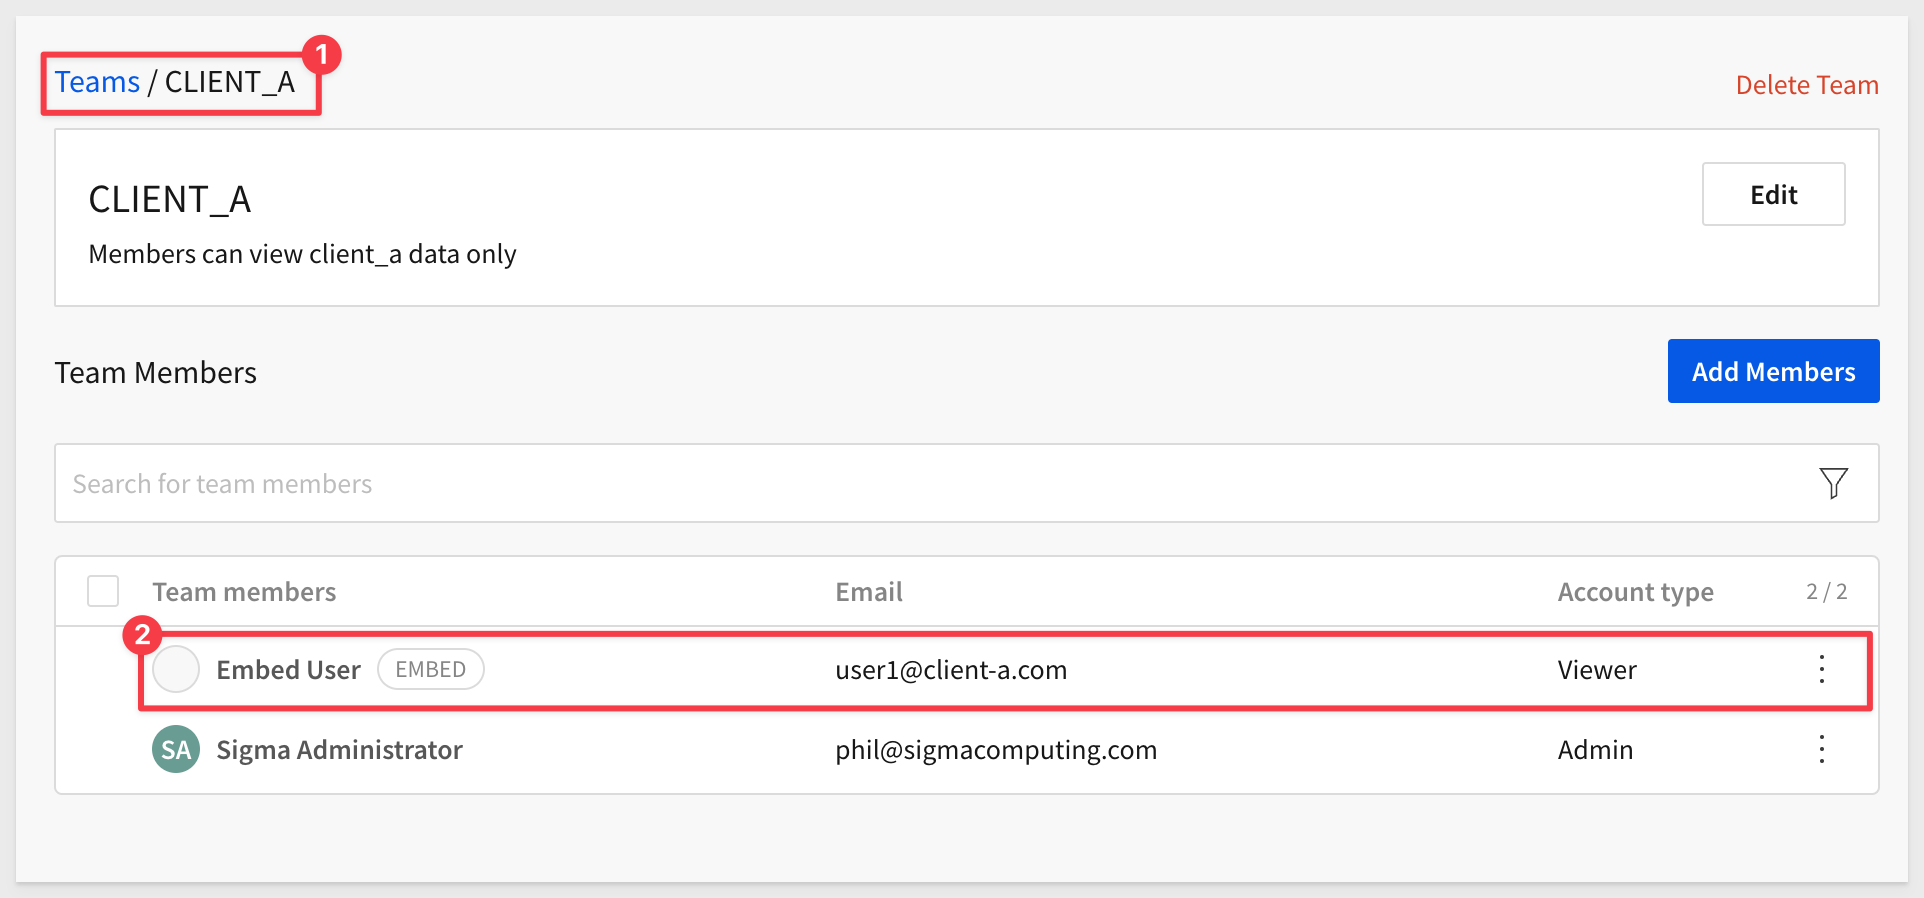 1
Teams / CLIENT_A
Delete Team
CLIENT_A
Edit
Members can view client_a data only
Team Members
Add Members
Search for team members
Team members Email Account type 2 / 2
2
Embed User EMBED user1@client-a.com Viewer
SA Sigma Administrator phil@sigmacomputing.com Admin